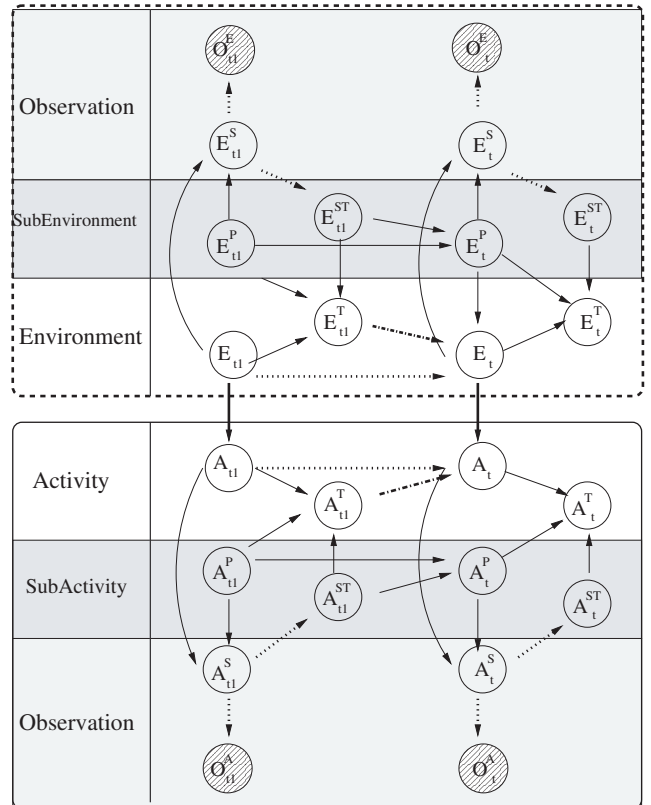 O^E_t1 O^E_t
Observation
E^S_t1 E^S_t
SubEnvironment
E^ST_t1 E^ST_t
E^P_t1 E^P_t
E^T_t1 E^T_t
Environment
E_t1 E_t
A_t1 A_t
Activity
A^T_t1 A^T_t
A^P_t1 A^P_t
SubActivity
A^ST_t1 A^ST_t
A^S_t1 A^S_t
Observation
O^A_t1 O^A_t